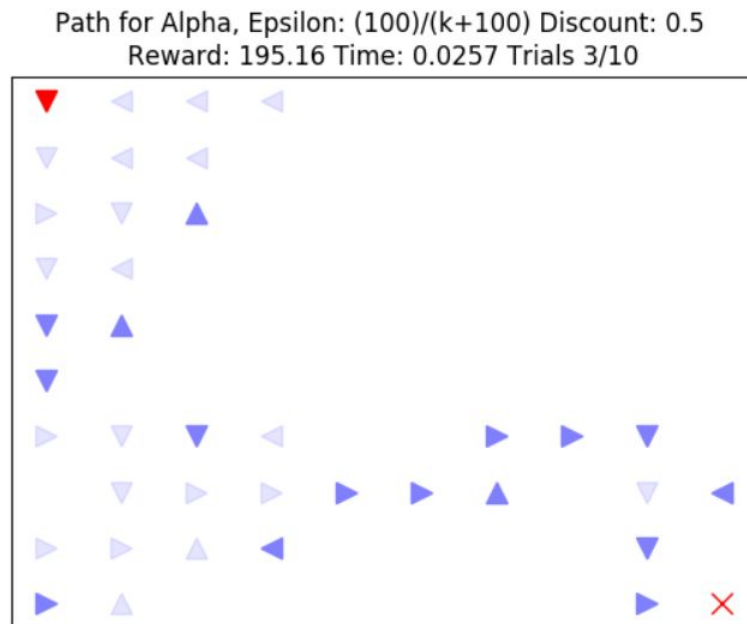 Path for Alpha, Epsilon: (100)/(k+100) Discount: 0.5
Reward: 195.16 Time: 0.0257 Trials 3/10